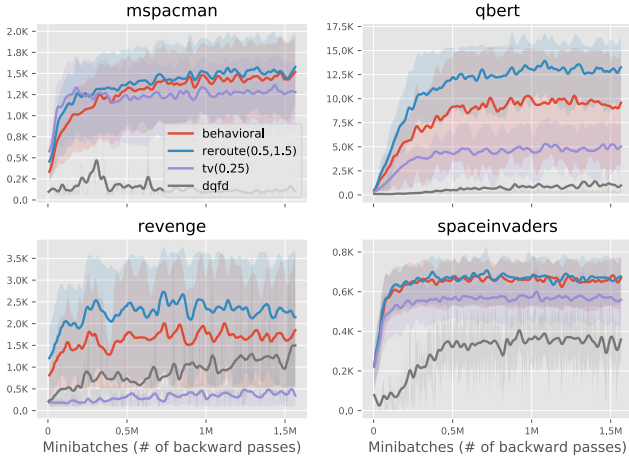 mspacman
2.0K
1.8K
1.5K
1.2K
1.0K
0.8K
0.5K
0.2K
0.0
behavioral
reroute(0.5,1.5)
tv(0.25)
dqfd
qbert
17.5K
15.0K
12.5K
10.0K
7.5K
5.0K
2.5K
0.0
revenge
3.5K
3.0K
2.5K
2.0K
1.5K
1.0K
0.5K
0.0
0
0,5M
1M
1,5M
Minibatches (# of backward passes)
spaceinvaders
0.8K
0.6K
0.4K
0.2K
0.0
0
0,5M
1M
1,5M
Minibatches (# of backward passes)